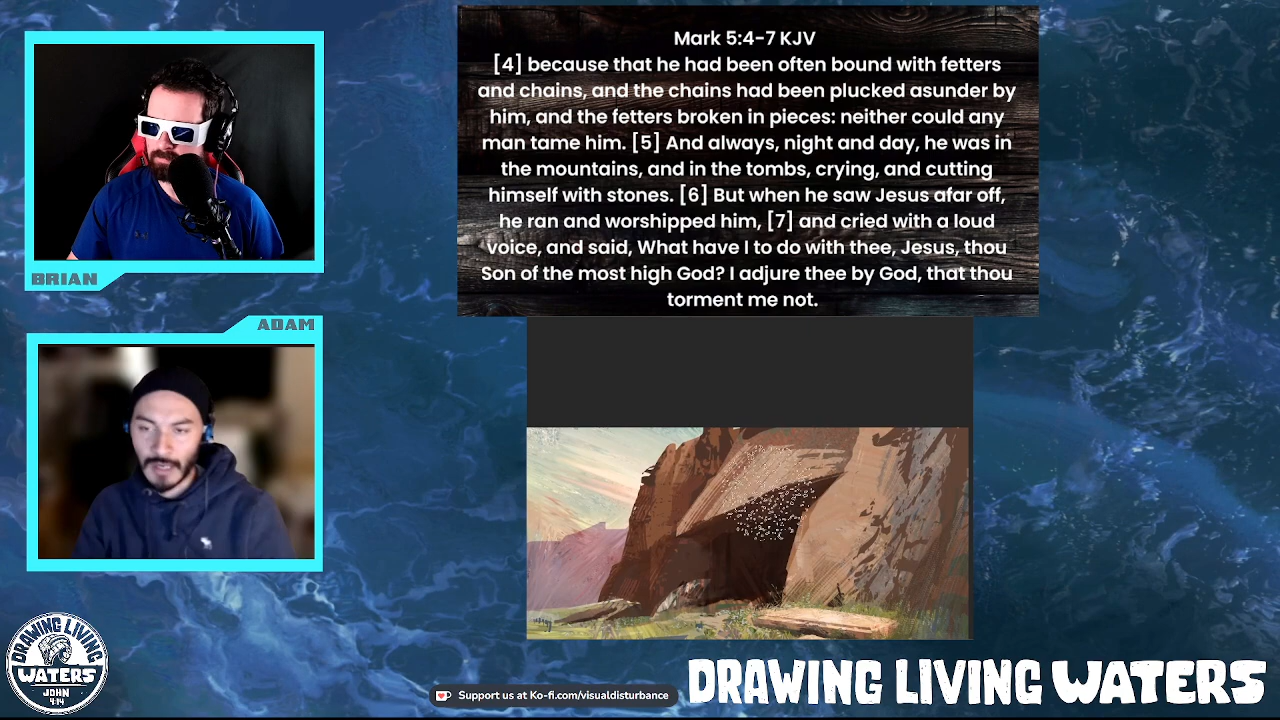 Mark 5:4-7 KJV
[4] because that he had been often bound with fetters
and chains, and the chains had been plucked asunder by
him, and the fetters broken in pieces: neither could any
man tame him. [5] And always, night and day, he was in
the mountains, and in the tombs, crying, and cutting
himself with stones. [6] But when he saw Jesus afar off,
he ran and worshipped him, [7] and cried with a loud
voice, and said, What have I to do with thee, Jesus, thou
Son of the most high God? I adjure thee by God, that thou
torment me not.
BRIAN
ADAM
DRAWING LIVING
WATERS
JOHN
4:14
Support us at Ko-fi.com/visualdisturbance
DRAWING LIVING WATERS